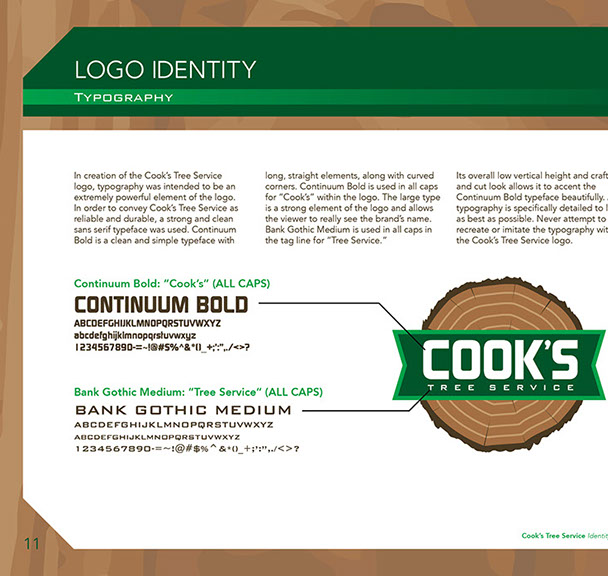 LOGO IDENTITY
TYPOGRAPHY
In creation of the Cook's Tree Service
logo, typography was intended to be an
extremely powerful element of the logo.
In order to convey Cook's Tree Service as
reliable and durable, a strong and clean
sans serif typeface was used. Continuum
Bold is a clean and simple typeface with
long, straight elements, along with curved
corners. Continuum Bold is used in all caps
for "Cook's" within the logo. The large type
is a strong element of the logo and allows
the viewer to really see the brand's name.
Bank Gothic Medium is used in all caps in
the tag line for "Tree Service."
Its overall low vertical height and craft
and cut look allows it to accent the
Continuum Bold typeface beautifully.
typography is specifically detailed to
as best as possible. Never attempt to
recreate or imitate the typography
the Cook's Tree Service logo.
Continuum Bold: "Cook's" (ALL CAPS)
CONTINUUM BOLD
ABCDEFGHIJKLMNOPQRSTUVWXYZ
abcdefghijklmnopqrstuvwxyz
1234567890-=~!@#$%^&*()_+;':",./<>?
COOK'S
TREE SERVICE
Bank Gothic Medium: "Tree Service" (ALL CAPS)
BANK GOTHIC MEDIUM
ABCDEFGHIJKLMNOPQRSTUVWXYZ
ABCDEFGHIJKLMNOPQRSTUVWXYZ
1234567890-=~!@#$%^&*()_+;':",./<>?
Cook's Tree Service
11